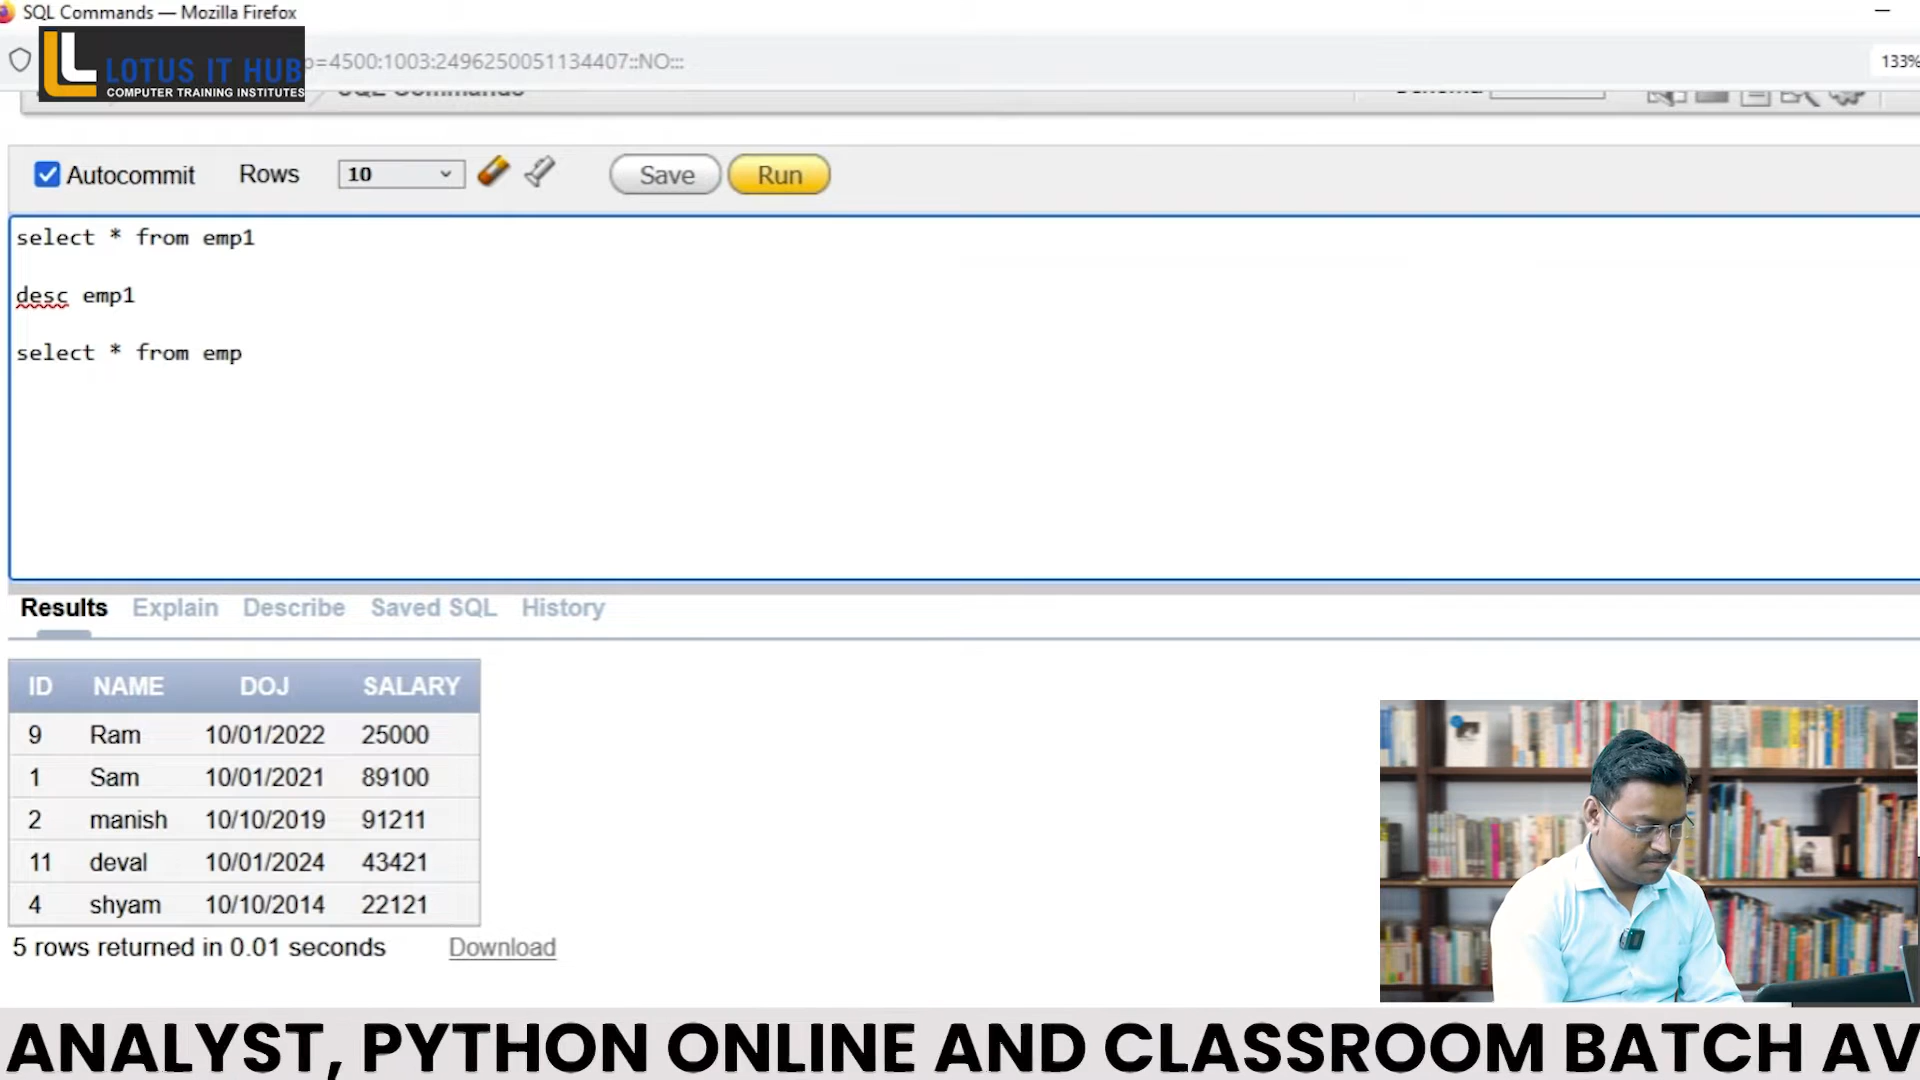 SQL Commands — Mozilla Firefox
LOTUS IT HUB
COMPUTER TRAINING INSTITUTES
=4500:1003:2496250051134407::NO:::
133%
SQL Commands
Schema
Autocommit Rows 10 Save Run
select * from emp1
desc emp1
select * from emp
Results Explain Describe Saved SQL History
ID NAME DOJ SALARY
9 Ram 10/01/2022 25000
1 Sam 10/01/2021 89100
2 manish 10/10/2019 91211
11 deval 10/01/2024 43421
4 shyam 10/10/2014 22121
5 rows returned in 0.01 seconds Download
ANALYST, PYTHON ONLINE AND CLASSROOM BATCH AV